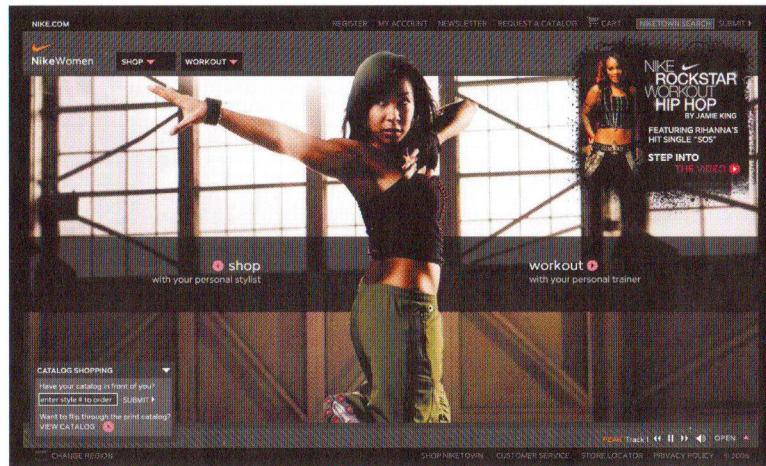 NIKE.COM
REGISTER MY ACCOUNT NEWSLETTER REQUEST A CATALOG CART NIKETOWN SEARCH SUBMIT
NikeWomen
SHOP WORKOUT
NIKE
ROCKSTAR
WORKOUT
HIP HOP
BY JAMIE KING
FEATURING RIHANNA'S
HIT SINGLE "SOS"
STEP INTO
THE VIDEO
shop
with your personal stylist
workout
with your personal trainer
CATALOG SHOPPING
Have your catalog in front of you?
enter style # to order SUBMIT
Want to flip through the print catalog?
VIEW CATALOG
PEAK Track 1 OPEN
CHANGE REGION
SHOP NIKETOWN CUSTOMER SERVICE STORE LOCATOR PRIVACY POLICY © 2006